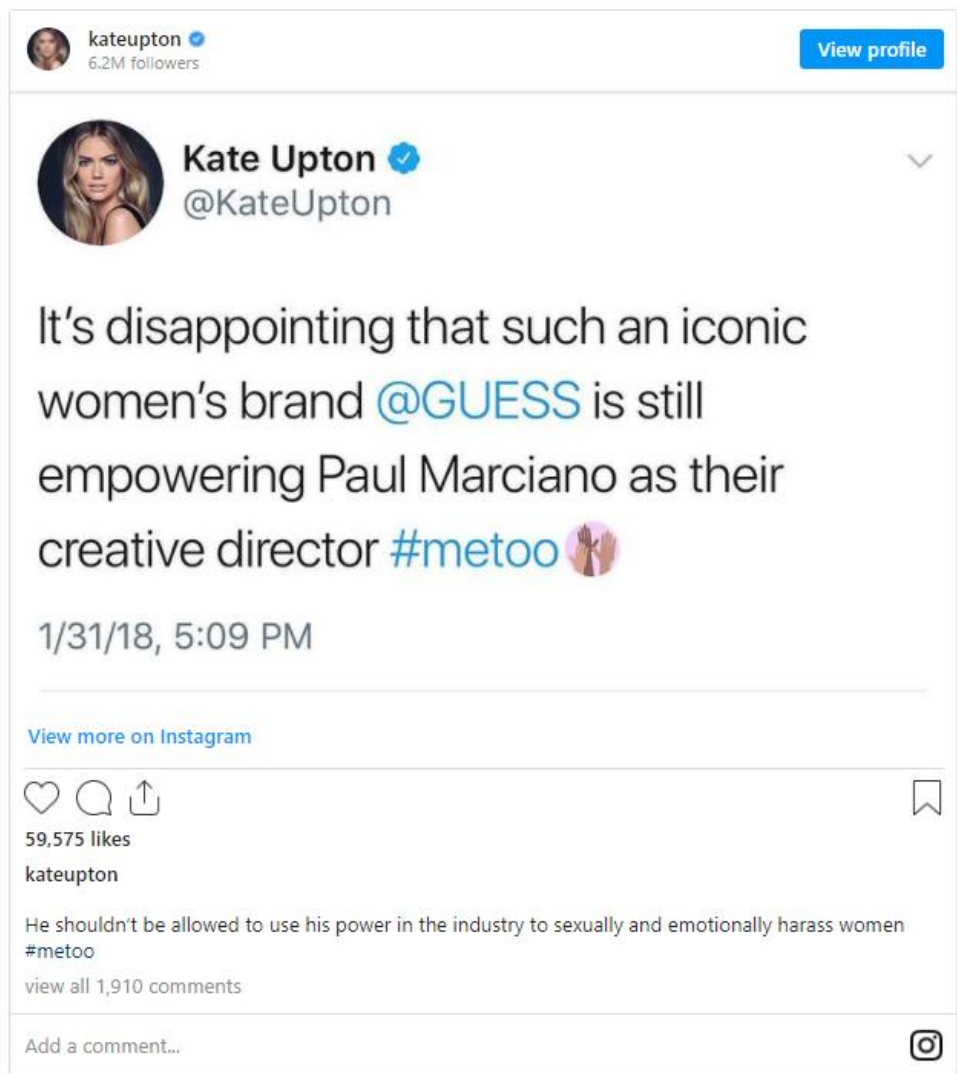 kateupton
6.2M followers
View profile
Kate Upton
@KateUpton
It's disappointing that such an iconic
women's brand @GUESS is still
empowering Paul Marciano as their
creative director #metoo
1/31/18, 5:09 PM
View more on Instagram
59,575 likes
kateupton
He shouldn't be allowed to use his power in the industry to sexually and emotionally harass women
#metoo
view all 1,910 comments
Add a comment...